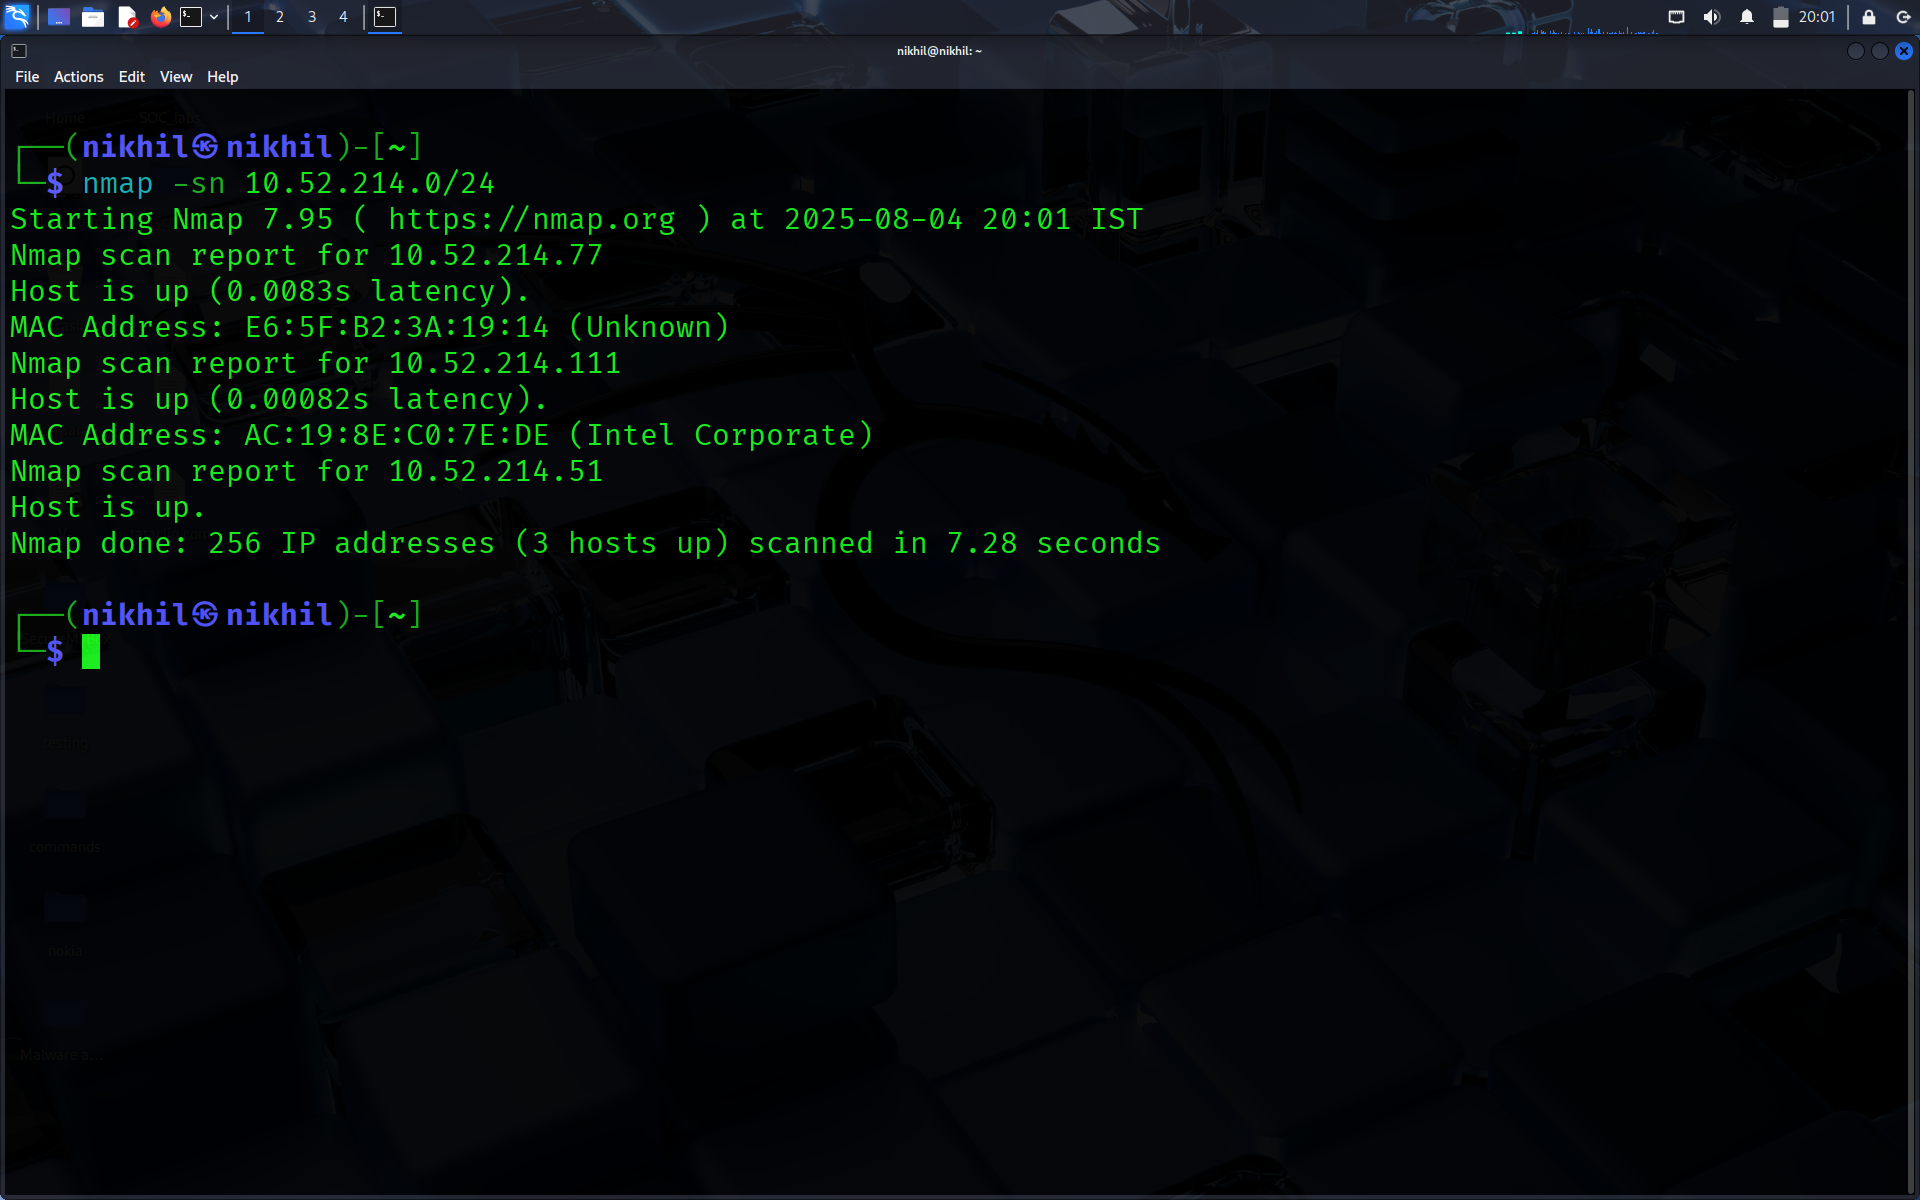 1 2 3 4 20:01
nikhil@nikhil: ~
File Actions Edit View Help
Home SOC_lab
┌──(nikhil㉿nikhil)-[~]
└─$ nmap -sn 10.52.214.0/24
Starting Nmap 7.95 ( https://nmap.org ) at 2025-08-04 20:01 IST
Nmap scan report for 10.52.214.77
Host is up (0.0083s latency).
MAC Address: E6:5F:B2:3A:19:14 (Unknown)
Nmap scan report for 10.52.214.111
Host is up (0.00082s latency).
MAC Address: AC:19:8E:C0:7E:DE (Intel Corporate)
Nmap scan report for 10.52.214.51
Host is up.
Nmap done: 256 IP addresses (3 hosts up) scanned in 7.28 seconds
┌──(nikhil㉿nikhil)-[~]
└─$
commands
nokia
Malware a...